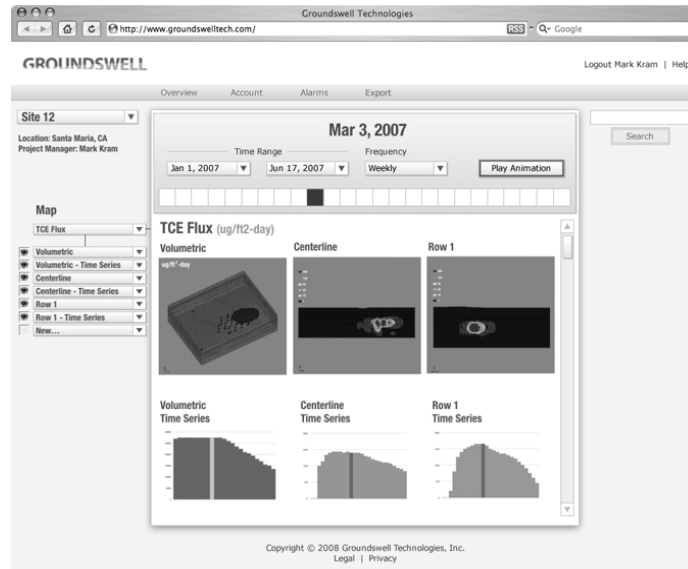 Groundswell Technologies
http://www.groundswelltech.com/
RSS
Google
GROUNDSWELL
Logout Mark Kram | Help
Overview Account Alarms Export
Site 12
Location: Santa Maria, CA
Project Manager: Mark Kram
Mar 3, 2007
Time Range Frequency
Jan 1, 2007 Jun 17, 2007 Weekly Play Animation
Search
Map
TCE Flux
Volumetric
Volumetric - Time Series
Centerline
Centerline - Time Series
Row 1
Row 1 - Time Series
New...
TCE Flux (ug/ft2-day)
Volumetric Centerline Row 1
ug/ft²-day
Volumetric
Time Series
Centerline
Time Series
Row 1
Time Series
Copyright © 2008 Groundswell Technologies, Inc.
Legal | Privacy